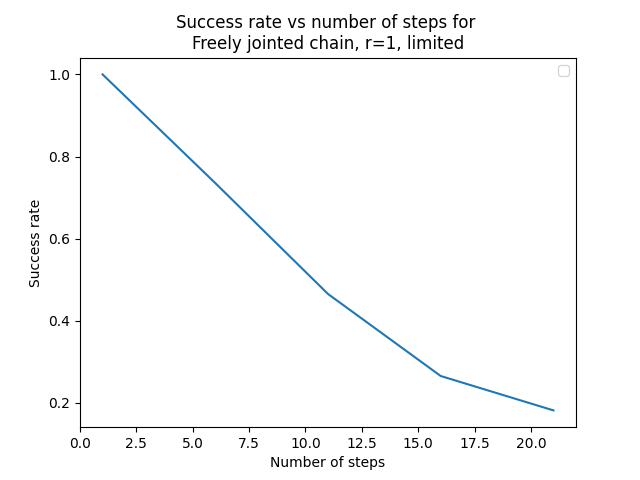 Success rate vs number of steps for
Freely jointed chain, r=1, limited
1.0
0.8
0.6
0.4
0.2
Success rate
0.0 2.5 5.0 7.5 10.0 12.5 15.0 17.5 20.0
Number of steps